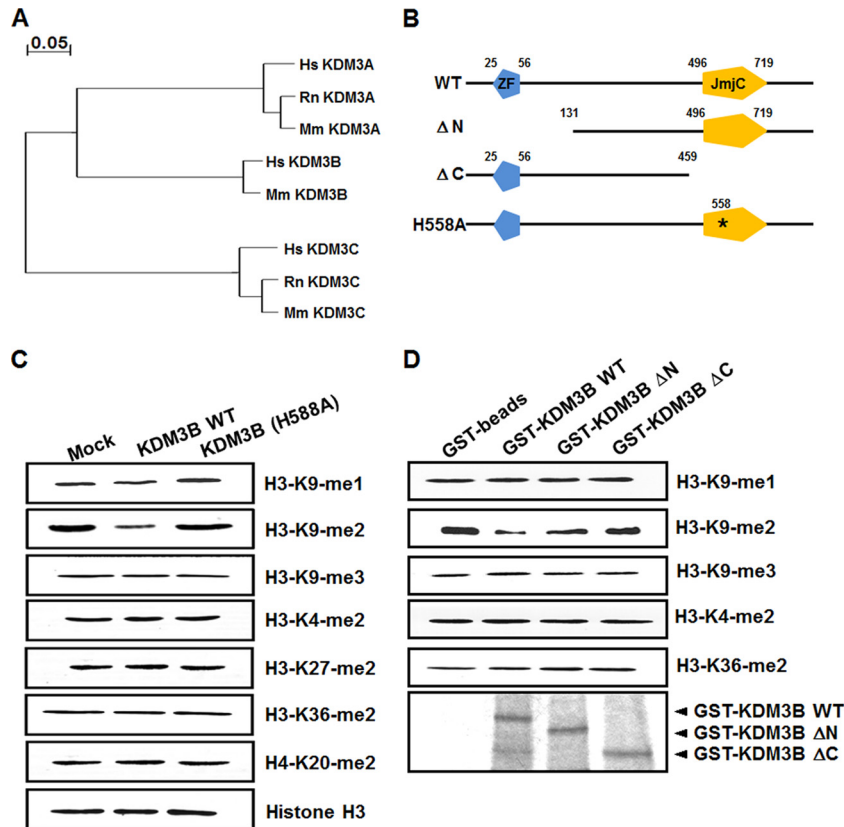 A
0.05
Hs KDM3A
Rn KDM3A
Mm KDM3A
Hs KDM3B
Mm KDM3B
Hs KDM3C
Rn KDM3C
Mm KDM3C
B
25 56 496 719
WT ZF JmjC
131 496 719
Δ N
25 56 459
Δ C
558
H558A *
C
Mock
KDM3B WT
KDM3B (H588A)
H3-K9-me1
H3-K9-me2
H3-K9-me3
H3-K4-me2
H3-K27-me2
H3-K36-me2
H4-K20-me2
Histone H3
D
GST-beads
GST-KDM3B WT
GST-KDM3B ΔN
GST-KDM3B ΔC
H3-K9-me1
H3-K9-me2
H3-K9-me3
H3-K4-me2
H3-K36-me2
GST-KDM3B WT
GST-KDM3B ΔN
GST-KDM3B ΔC